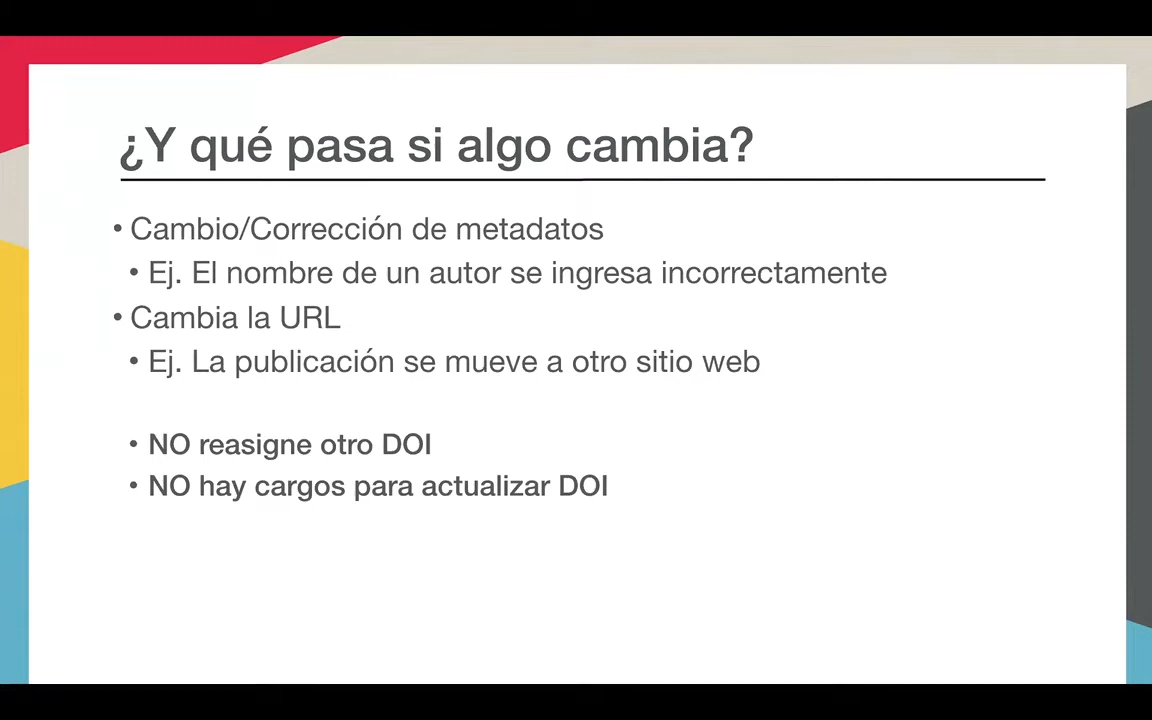 ¿Y qué pasa si algo cambia?
• Cambio/Corrección de metadatos
• Ej. El nombre de un autor se ingresa incorrectamente
• Cambia la URL
• Ej. La publicación se mueve a otro sitio web
• NO reasigne otro DOI
• NO hay cargos para actualizar DOI